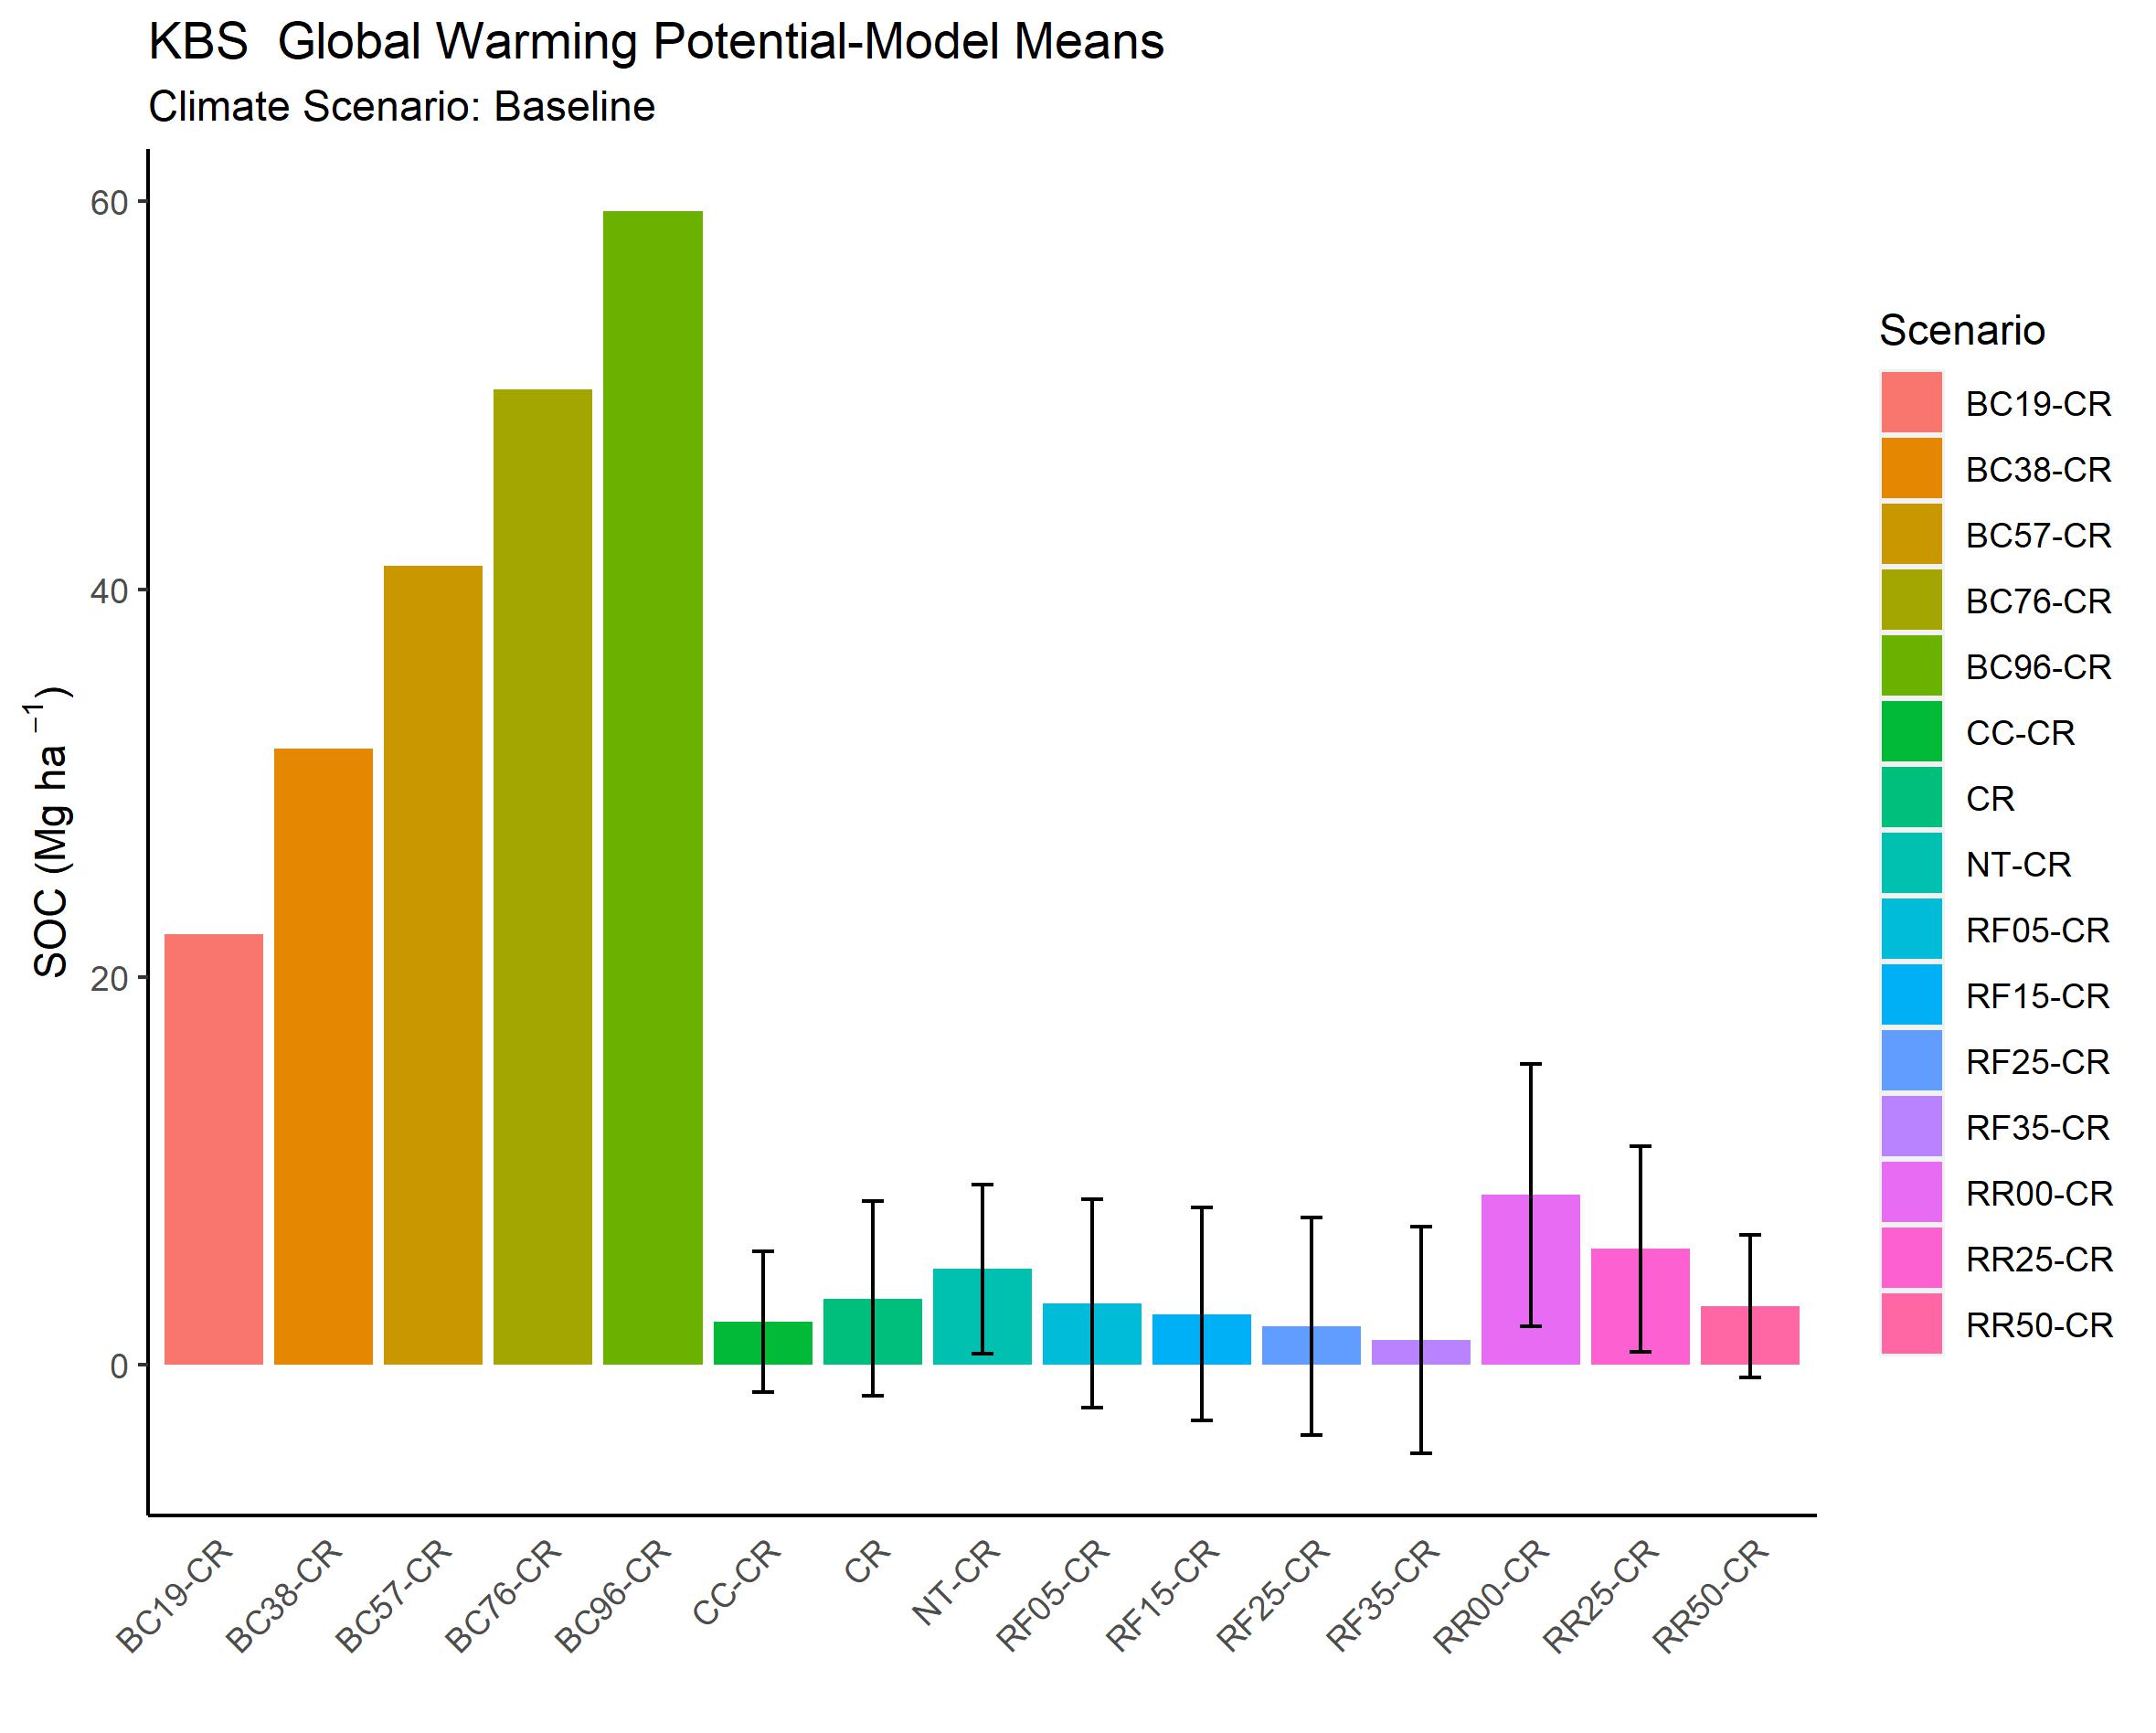 KBS  Global Warming Potential-Model Means
Climate Scenario: Baseline
SOC (Mg ha ⁻¹)
60
40
20
0
BC19-CR
BC38-CR
BC57-CR
BC76-CR
BC96-CR
CC-CR
CR
NT-CR
RF05-CR
RF15-CR
RF25-CR
RF35-CR
RR00-CR
RR25-CR
RR50-CR
Scenario
BC19-CR
BC38-CR
BC57-CR
BC76-CR
BC96-CR
CC-CR
CR
NT-CR
RF05-CR
RF15-CR
RF25-CR
RF35-CR
RR00-CR
RR25-CR
RR50-CR